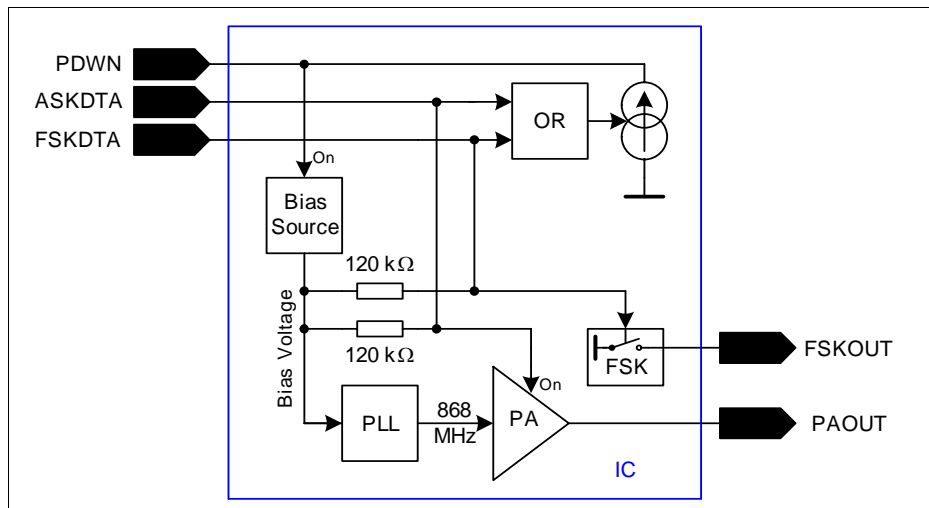 PDWN
ASKDTA
FSKDTA
On
OR
Bias
Source
120 kΩ
120 kΩ
Bias Voltage
FSK
FSKOUT
On
PLL
868
MHz
PA
PAOUT
IC